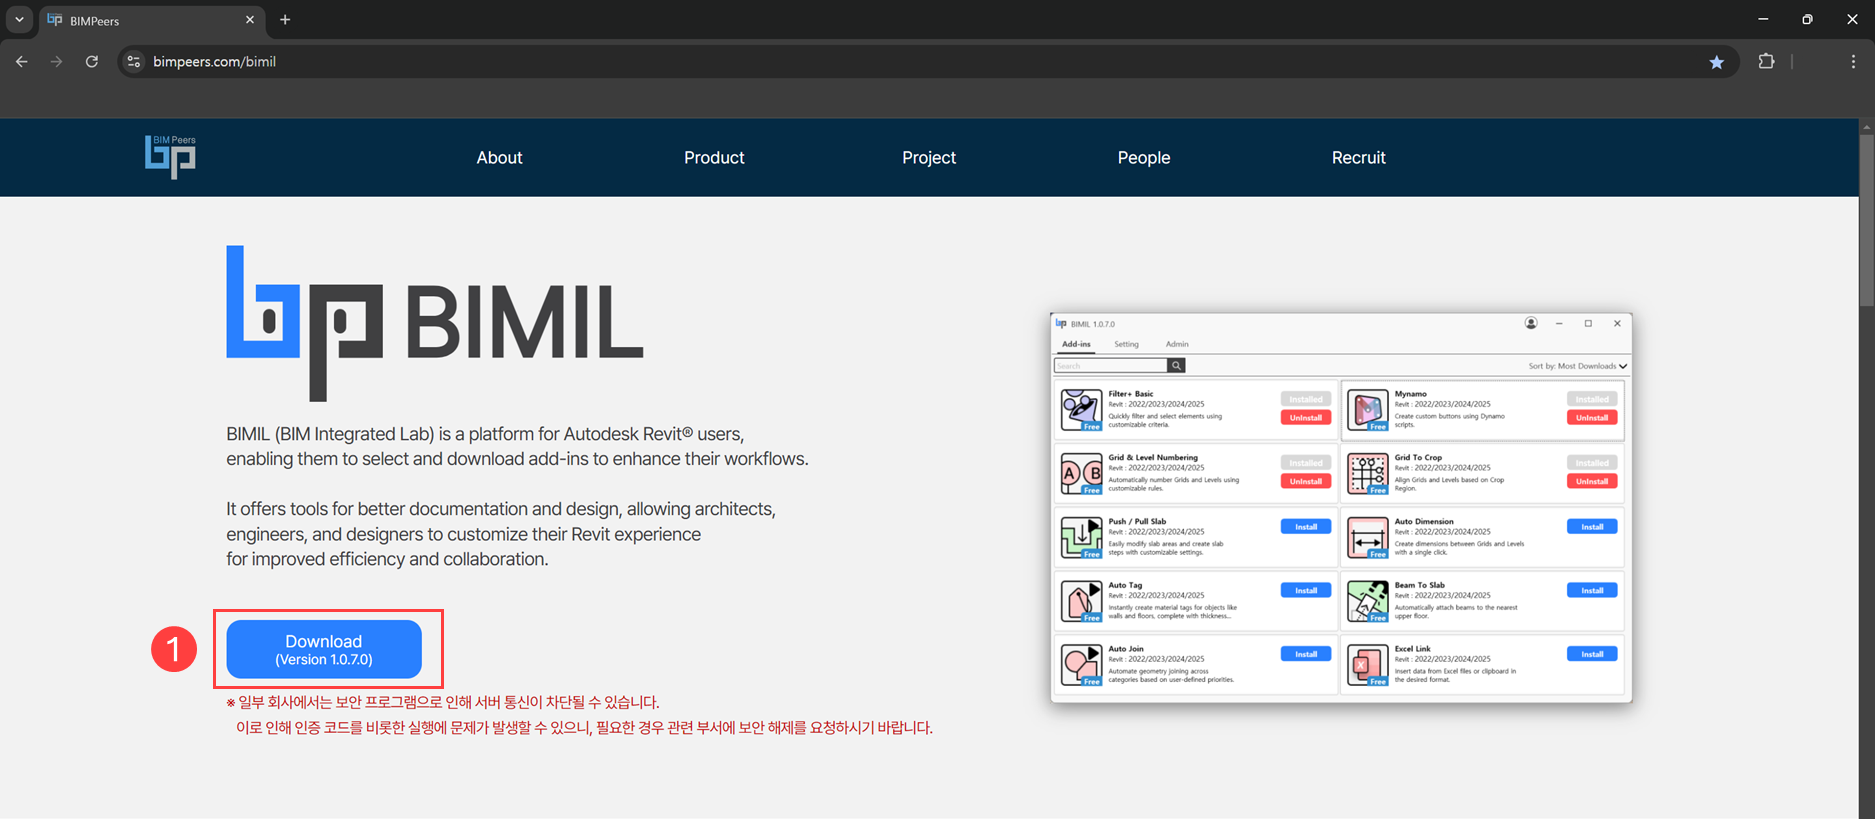 BIMPeers
bimpeers.com/bimil
BIM Peers
bp
About
Product
Project
People
Recruit
bp BIMIL
BIMIL (BIM Integrated Lab) is a platform for Autodesk Revit® users,
enabling them to select and download add-ins to enhance their workflows.
It offers tools for better documentation and design, allowing architects,
engineers, and designers to customize their Revit experience
for improved efficiency and collaboration.
1
Download
(Version 1.0.7.0)
※ 일부 회사에서는 보안 프로그램으로 인해 서버 통신이 차단될 수 있습니다.
이로 인해 인증 코드를 비롯한 실행에 문제가 발생할 수 있으니, 필요한 경우 관련 부서에 보안 해제를 요청하시기 바랍니다.
bp BIMIL 1.0.7.0
Add-ins
Setting
Admin
Search
Sort by: Most Downloads
Filter+ Basic
Revit : 2022/2023/2024/2025
Quickly filter and select elements using
customizable criteria.
Free
Installed
Uninstall
Mynamo
Revit : 2022/2023/2024/2025
Create custom buttons using Dynamo
scripts.
Free
Installed
Uninstall
Grid & Level Numbering
Revit : 2022/2023/2024/2025
Automatically number Grids and Levels using
customizable rules.
A B
Free
Installed
Uninstall
Grid To Crop
Revit : 2022/2023/2024/2025
Align Grids and Levels based on Crop
Region.
Free
Installed
Uninstall
Push / Pull Slab
Revit : 2022/2023/2024/2025
Easily modify slab areas and create slab
steps with customizable settings.
Free
Install
Auto Dimension
Revit : 2022/2023/2024/2025
Create dimensions between Grids and Levels
with a single click.
Free
Install
Auto Tag
Revit : 2022/2023/2024/2025
Instantly create material tags for objects like
walls and floors, complete with thickness...
Free
Install
Beam To Slab
Revit : 2022/2023/2024/2025
Automatically attach beams to the nearest
upper floor.
Free
Install
Auto Join
Revit : 2022/2023/2024/2025
Automate geometry joining across
categories based on user-defined priorities.
Free
Install
Excel Link
Revit : 2022/2023/2024/2025
Insert data from Excel files or clipboard in
the desired format.
X
Free
Install